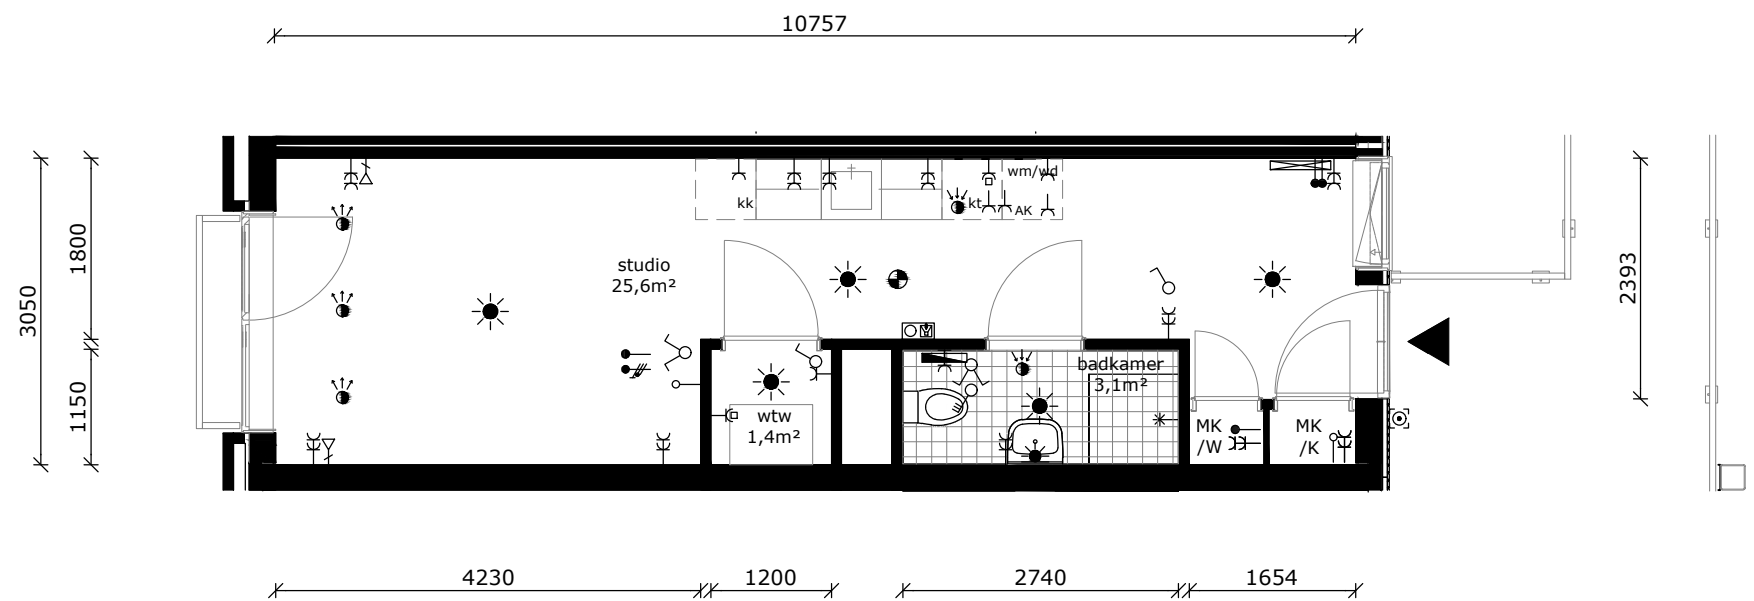 10757
3050
1800
1150
2393
kk
kt
wm/wd
AK
studio
25,6m²
badkamer
3,1m²
wtw
1,4m²
MK
/W
MK
/K
4230
1200
2740
1654